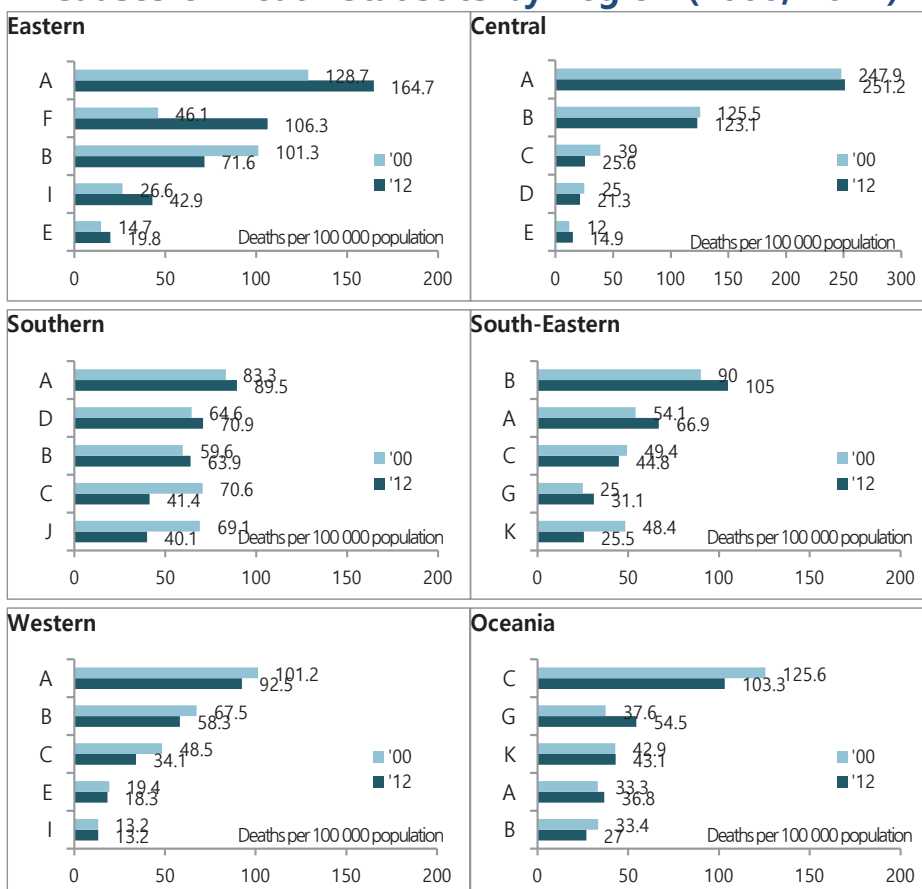 Eastern
A 128.7
164.7
F 46.1
106.3
B 101.3
71.6
I 26.6
42.9
E 14.7
19.8
'00
'12
Deaths per 100 000 population
0 50 100 150 200
Central
A 247.9
251.2
B 125.5
123.1
C 39
25.6
D 25
21.3
E 12
14.9
'00
'12
Deaths per 100 000 population
0 50 100 150 200 250 300
Southern
A 83.3
89.5
D 64.6
70.9
B 59.6
63.9
C 70.6
41.4
J 69.1
40.1
'00
'12
Deaths per 100 000 population
0 50 100 150 200
South-Eastern
B 90
105
A 54.1
66.9
C 49.4
44.8
G 25
31.1
K 48.4
25.5
'00
'12
Deaths per 100 000 population
0 50 100 150 200
Western
A 101.2
92.5
B 67.5
58.3
C 48.5
34.1
E 19.4
18.3
I 13.2
13.2
'00
'12
Deaths per 100 000 population
0 50 100 150 200
Oceania
C 125.6
103.3
G 37.6
54.5
K 42.9
43.1
A 33.3
36.8
B 33.4
27
'00
'12
Deaths per 100 000 population
0 50 100 150 200